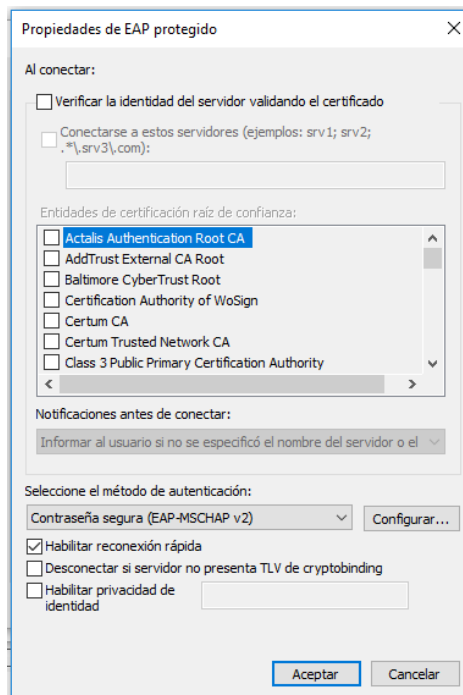 Propiedades de EAP protegido
Al conectar:
Verificar la identidad del servidor validando el certificado
Conectarse a estos servidores (ejemplos: srv1; srv2;
.*\.srv3\.com):
Entidades de certificación raíz de confianza:
Actalis Authentication Root CA
AddTrust External CA Root
Baltimore CyberTrust Root
Certification Authority of WoSign
Certum CA
Certum Trusted Network CA
Class 3 Public Primary Certification Authority
Notificaciones antes de conectar:
Informar al usuario si no se especificó el nombre del servidor o el
Seleccione el método de autenticación:
Contraseña segura (EAP-MSCHAP v2)
Configurar...
Habilitar reconexión rápida
Desconectar si servidor no presenta TLV de cryptobinding
Habilitar privacidad de
identidad
Aceptar
Cancelar